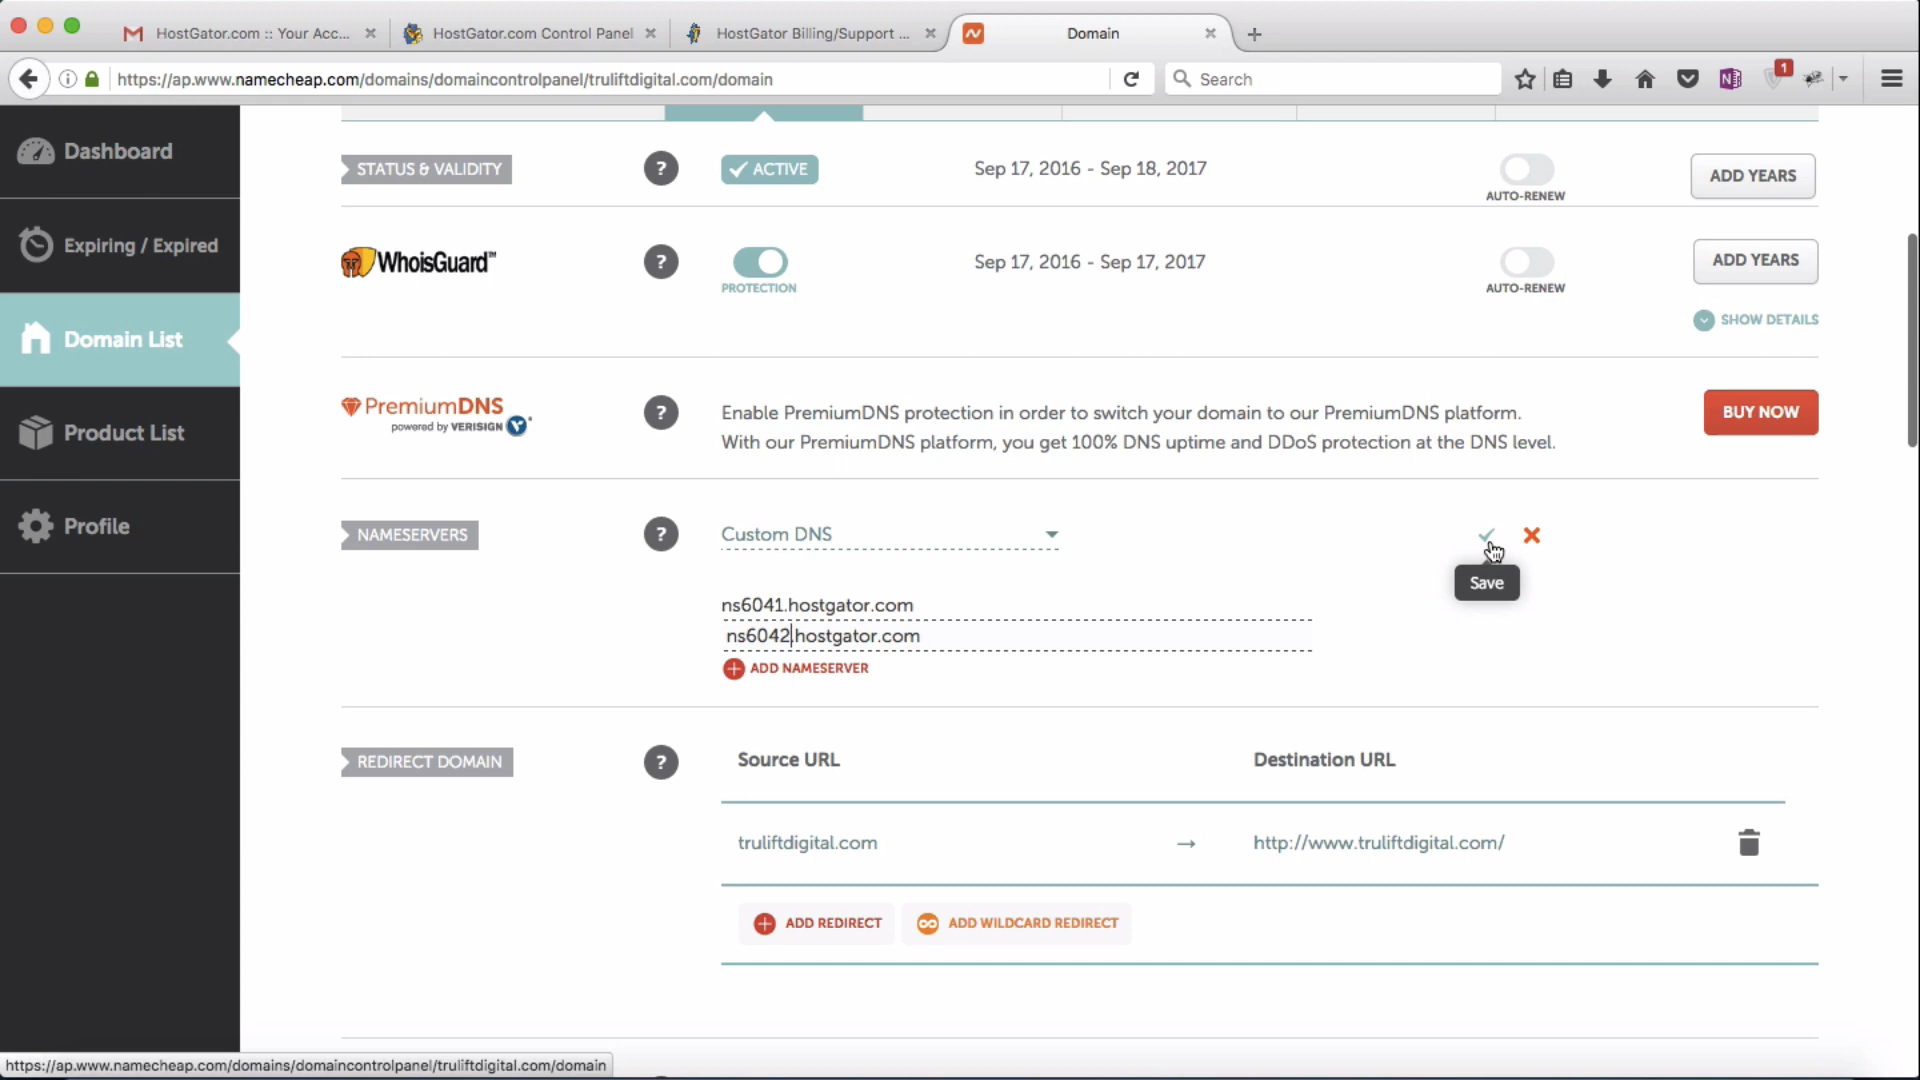 HostGator.com :: Your Acc...
HostGator.com Control Panel
HostGator Billing/Support ...
Domain
https://ap.www.namecheap.com/domains/domaincontrolpanel/truliftdigital.com/domain
Search
1
Dashboard
Expiring / Expired
Domain List
Product List
Profile
STATUS & VALIDITY
?
ACTIVE
Sep 17, 2016 - Sep 18, 2017
AUTO-RENEW
ADD YEARS
WhoisGuard™
?
PROTECTION
Sep 17, 2016 - Sep 17, 2017
AUTO-RENEW
ADD YEARS
SHOW DETAILS
PremiumDNS
powered by VERISIGN
?
Enable PremiumDNS protection in order to switch your domain to our PremiumDNS platform.
With our PremiumDNS platform, you get 100% DNS uptime and DDoS protection at the DNS level.
BUY NOW
NAMESERVERS
?
Custom DNS
Save
ns6041.hostgator.com
ns6042.hostgator.com
ADD NAMESERVER
REDIRECT DOMAIN
?
Source URL
Destination URL
truliftdigital.com
→
http://www.truliftdigital.com/
ADD REDIRECT
ADD WILDCARD REDIRECT
https://ap.www.namecheap.com/domains/domaincontrolpanel/truliftdigital.com/domain